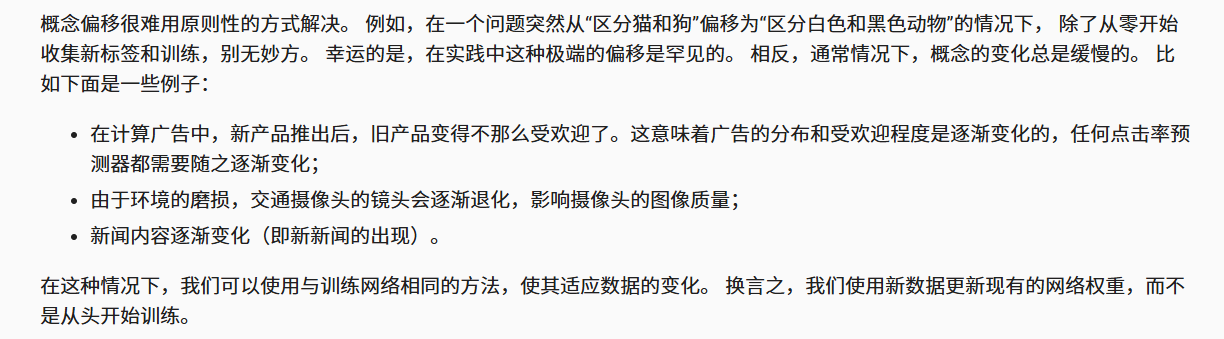 概念偏移很难用原则性的方式解决。 例如，在一个问题突然从“区分猫和狗”偏移为“区分白色和黑色动物”的情况下， 除了从零开始
收集新标签和训练，别无妙方。 幸运的是，在实践中这种极端的偏移是罕见的。 相反，通常情况下，概念的变化总是缓慢的。 比
如下面是一些例子：
• 在计算广告中，新产品推出后，旧产品变得不那么受欢迎了。这意味着广告的分布和受欢迎程度是逐渐变化的，任何点击率预
测器都需要随之逐渐变化；
• 由于环境的磨损，交通摄像头的镜头会逐渐退化，影响摄像头的图像质量；
• 新闻内容逐渐变化（即新新闻的出现）。
在这种情况下，我们可以使用与训练网络相同的方法，使其适应数据的变化。 换言之，我们使用新数据更新现有的网络权重，而不
是从头开始训练。